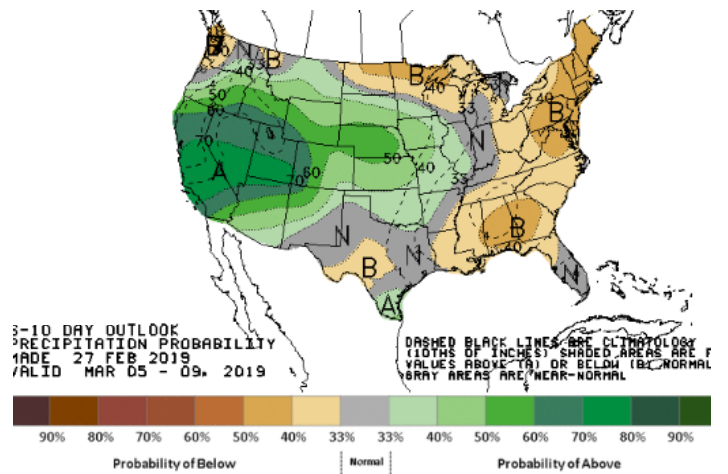 B N B B
33
40
50
60
70
A
70 60
50 40 33
40
33
N
40
B
N
B
N
A
B
40
N
6-10 DAY OUTLOOK
PRECIPITATION PROBABILITY
MADE 27 FEB 2019
VALID MAR 05 - 09, 2019
DASHED BLACK LINES ARE CLIMATOLOGY
(10THS OF INCHES) SHADED AREAS ARE F
VALUES ABOVE (A) OR BELOW (B) NORMAL
GRAY AREAS ARE NEAR-NORMAL
90% 80% 70% 60% 50% 40% 33% 33% 40% 50% 60% 70% 80% 90%
Probability of Below Normal Probability of Above